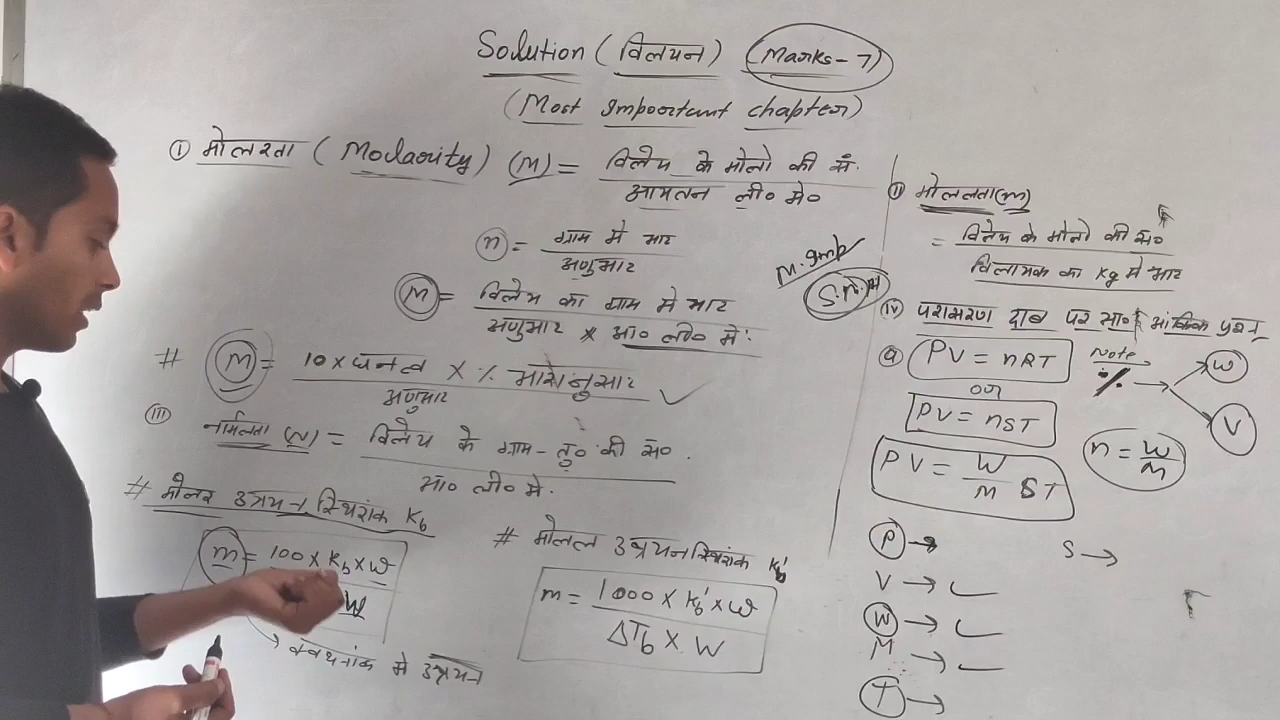 Solution (विलयन) (Marks-7)
(Most Important chapter)
① मोलरता (Molarity) (M) = विलेय के मोलो की सं.
आयतन ली० मे०
n = ग्राम मे भार
अणुभार
M = विलेय का ग्राम मे भार
अणुभार × आ० ली० मे.
# M = 10 × घनत्व × % भारानुसार
अणुभार
(iii) नार्मलता (N) = विलेय के ग्राम-तु० की सं०.
आ० ली० मे.
# मोलर उन्नयन स्थिरांक Kb
m = 100 × Kb × w
W
→ क्वथनांक मे उन्नयन
# मोलल उन्नयन स्थिरांक K'b
m = 1000 × K'b × w
ΔTb × W
(ii) मोललता (m)
= विलेय के मोलो की सं०
विलायक का Kg मे भार
M. Imp
(iv) परासरण दाब पर आ० आंकिक प्रश्न
(a) PV = nRT
or
PV = nST
PV = W/M ST
Note
% → W
V
n = W/M
P →
V →
W →
M →
T →
S →